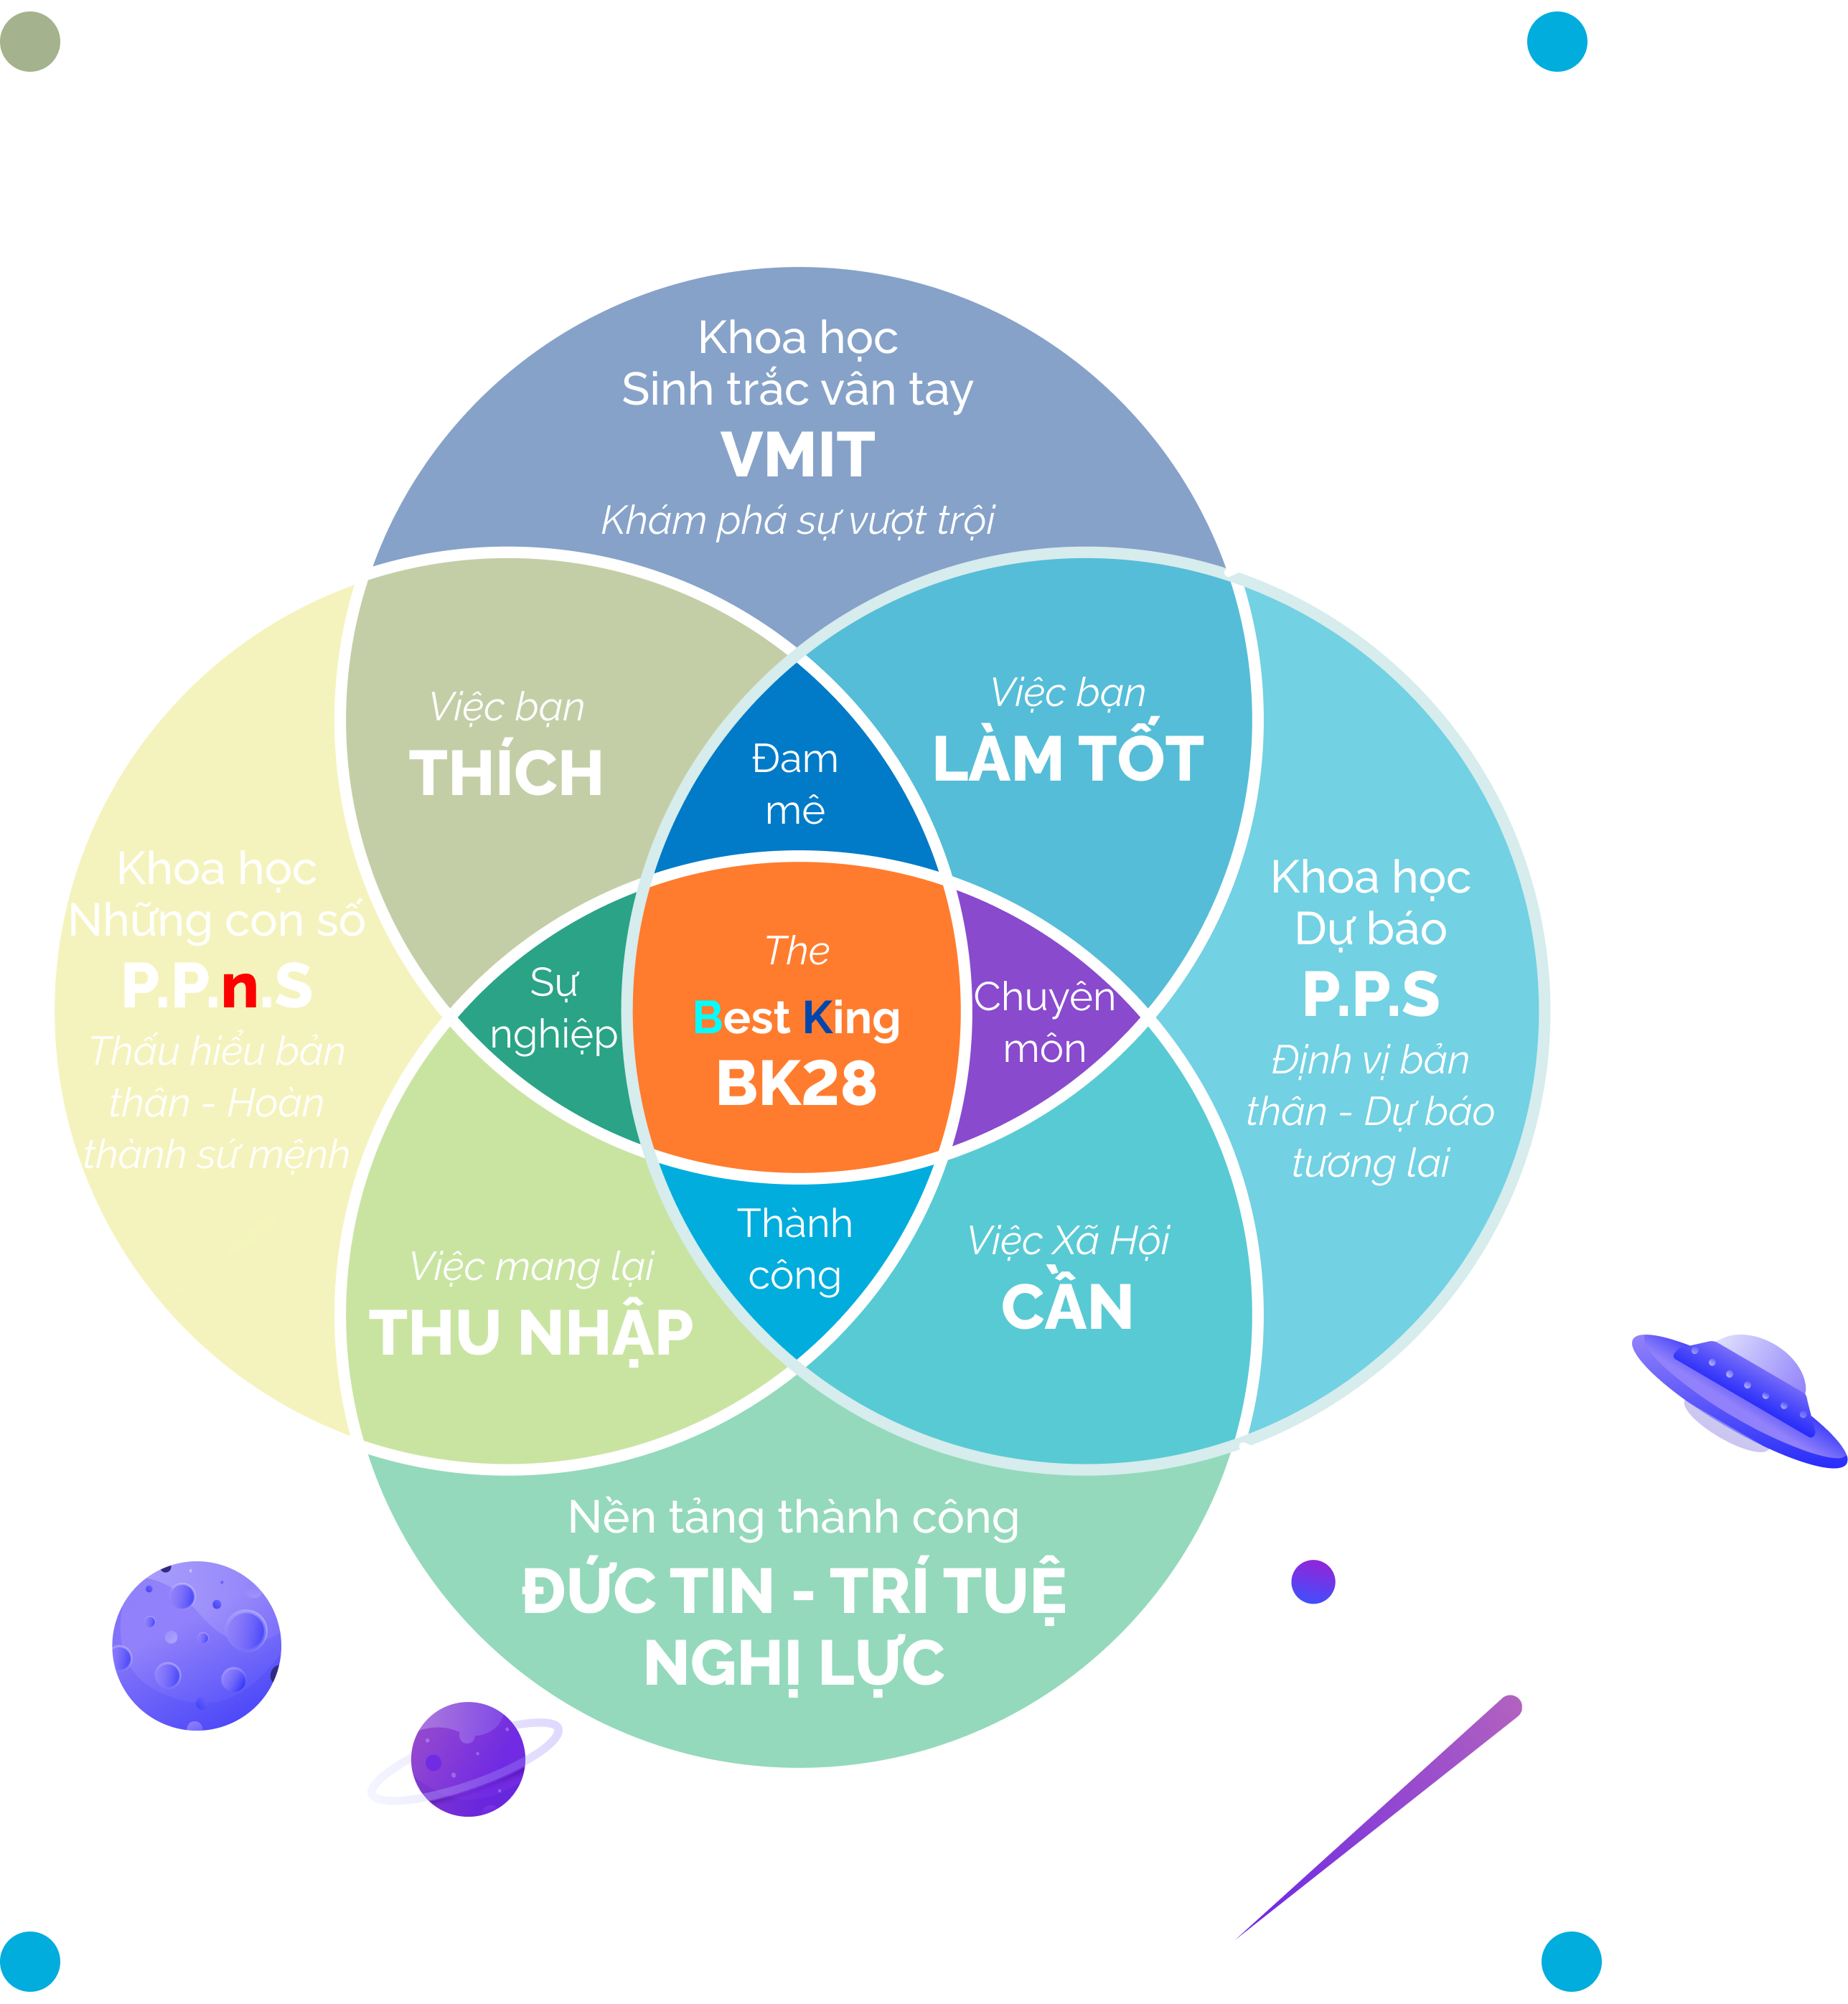 Khoa học
Sinh trắc vân tay
VMIT
Khám phá sự vượt trội
Việc bạn
THÍCH
Việc bạn
LÀM TỐT
Đam
mê
Khoa học
Những con số
P.P.n.S
Thấu hiểu bản
thân - Hoàn
thành sứ mệnh
Sự
nghiệp
The
Best King
BK28
Chuyên
môn
Khoa học
Dự báo
P.P.S
Định vị bản
thân - Dự báo
tương lai
Việc mang lại
THU NHẬP
Thành
công
Việc Xã Hội
CẦN
Nền tảng thành công
ĐỨC TIN - TRÍ TUỆ
NGHỊ LỰC